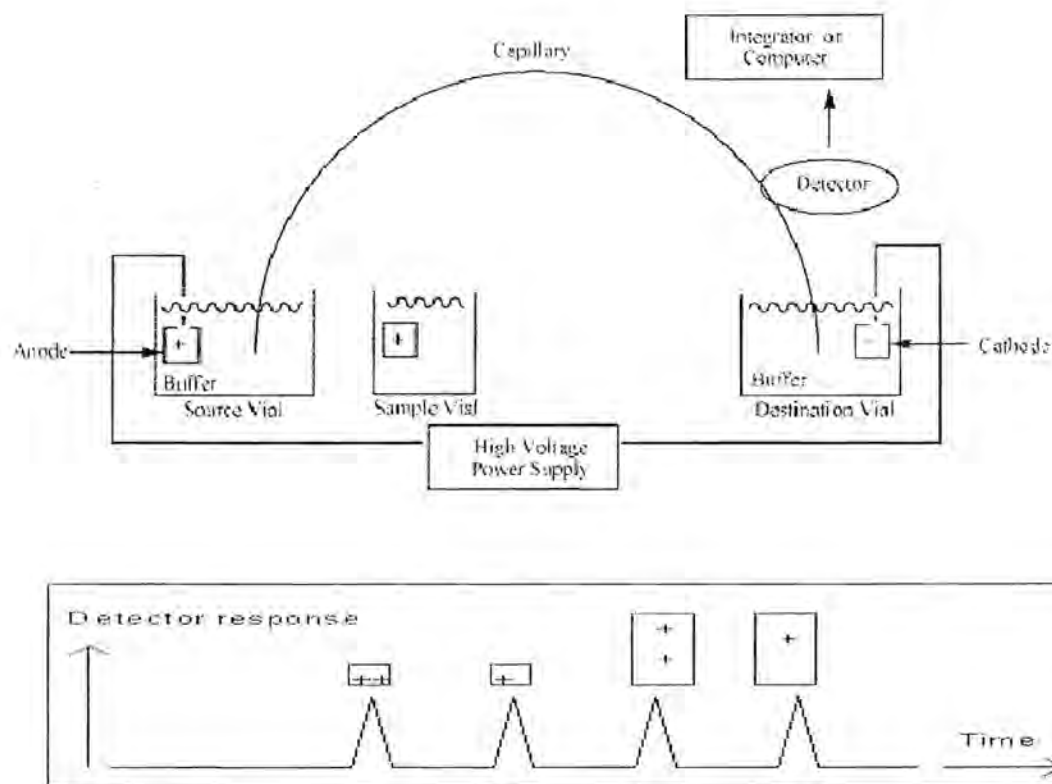 Capillary
Integrator or
Computer
Detector
Anode
+
+
-
Cathode
Buffer
Buffer
Source Vial
Sample Vial
Destination Vial
High Voltage
Power Supply
Detector response
++
+
+
+
+
Time